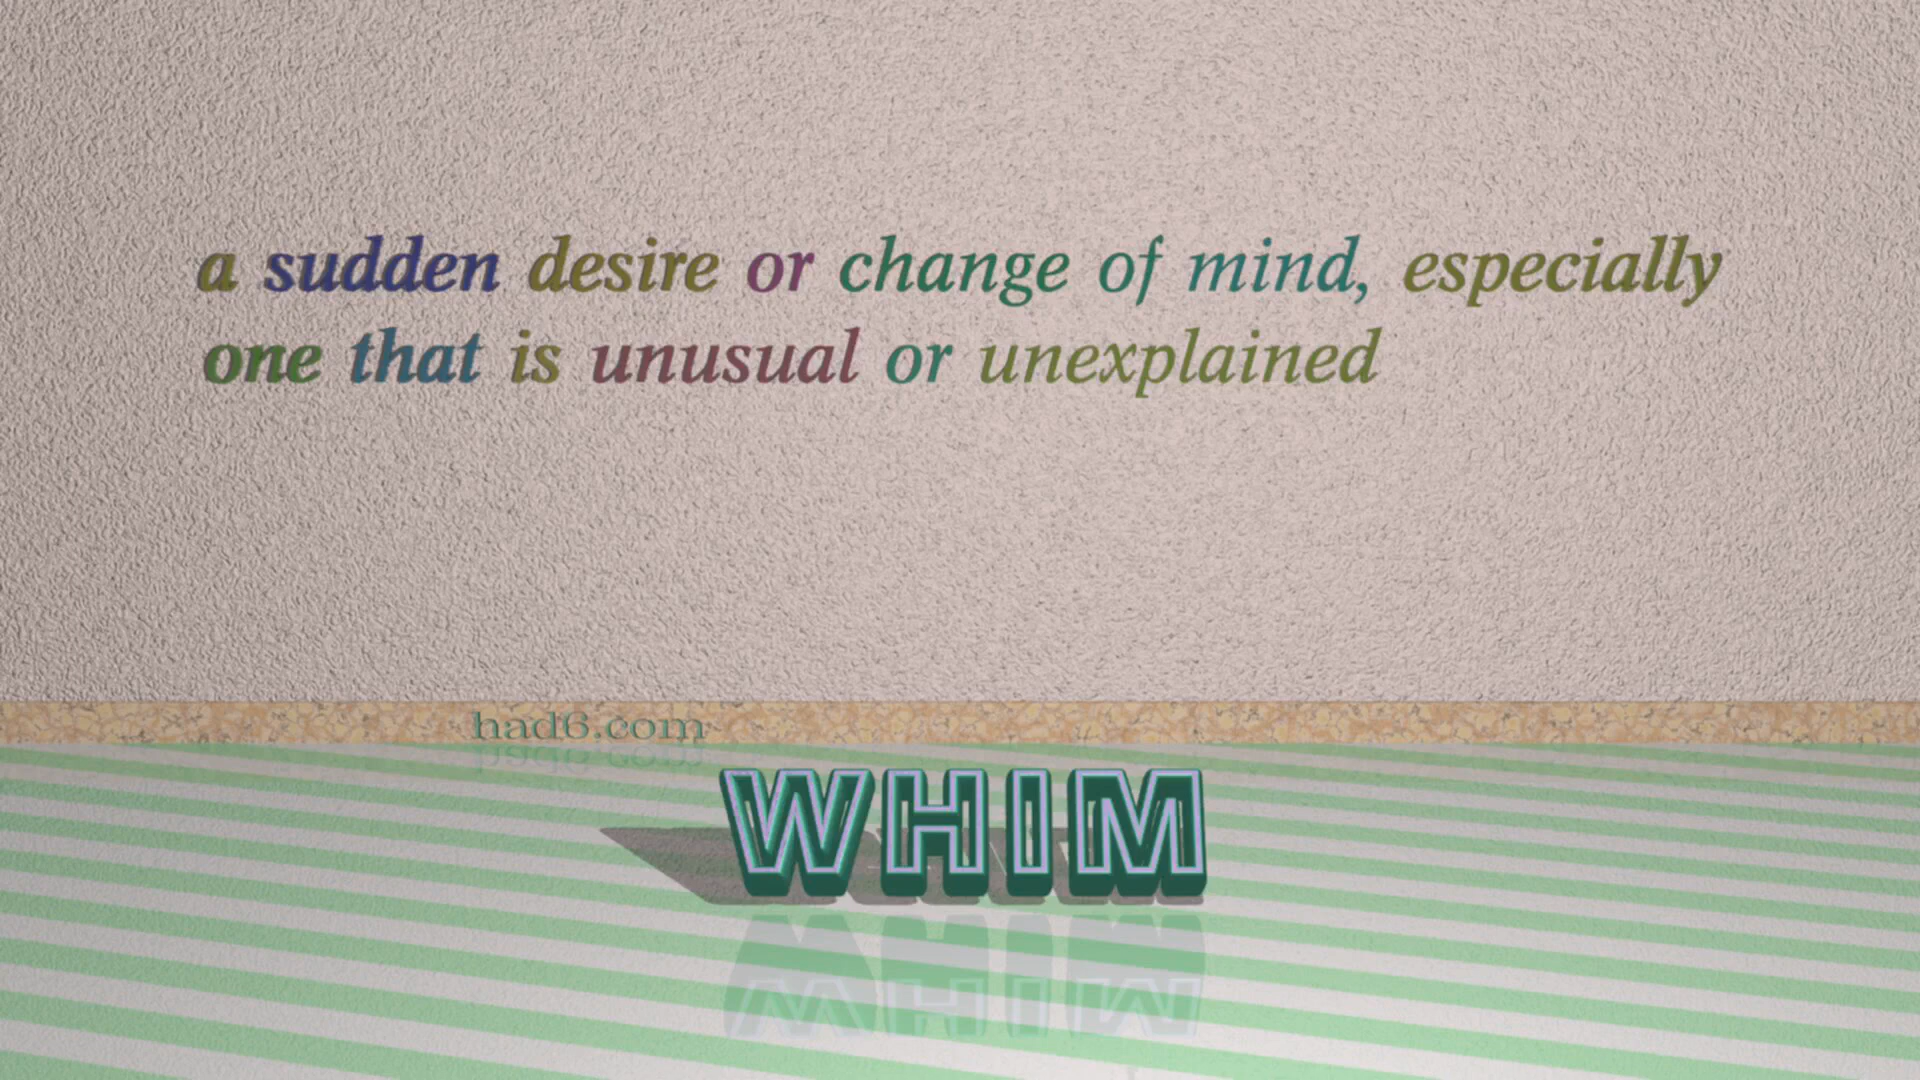 a sudden desire or change of mind, especially
one that is unusual or unexplained
had6.com
WHIM